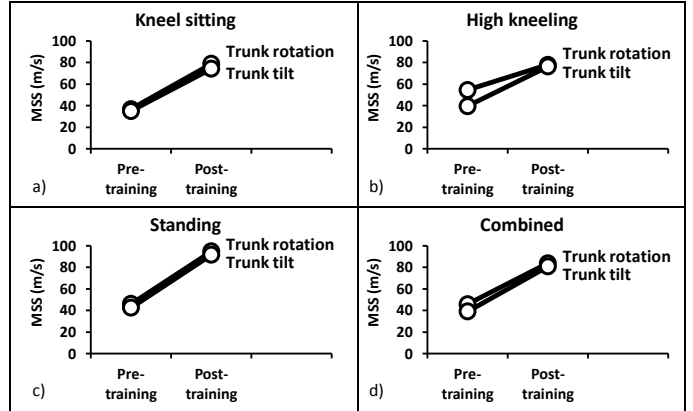 Kneel sitting
100
80
60
40
20
0
MSS (m/s)
Trunk rotation
Trunk tilt
Pre-
training
Post-
training
a)
High kneeling
100
80
60
40
20
0
MSS (m/s)
Trunk rotation
Trunk tilt
Pre-
training
Post-
training
b)
Standing
100
80
60
40
20
0
MSS (m/s)
Trunk rotation
Trunk tilt
Pre-
training
Post-
training
c)
Combined
100
80
60
40
20
0
MSS (m/s)
Trunk rotation
Trunk tilt
Pre-
training
Post-
training
d)